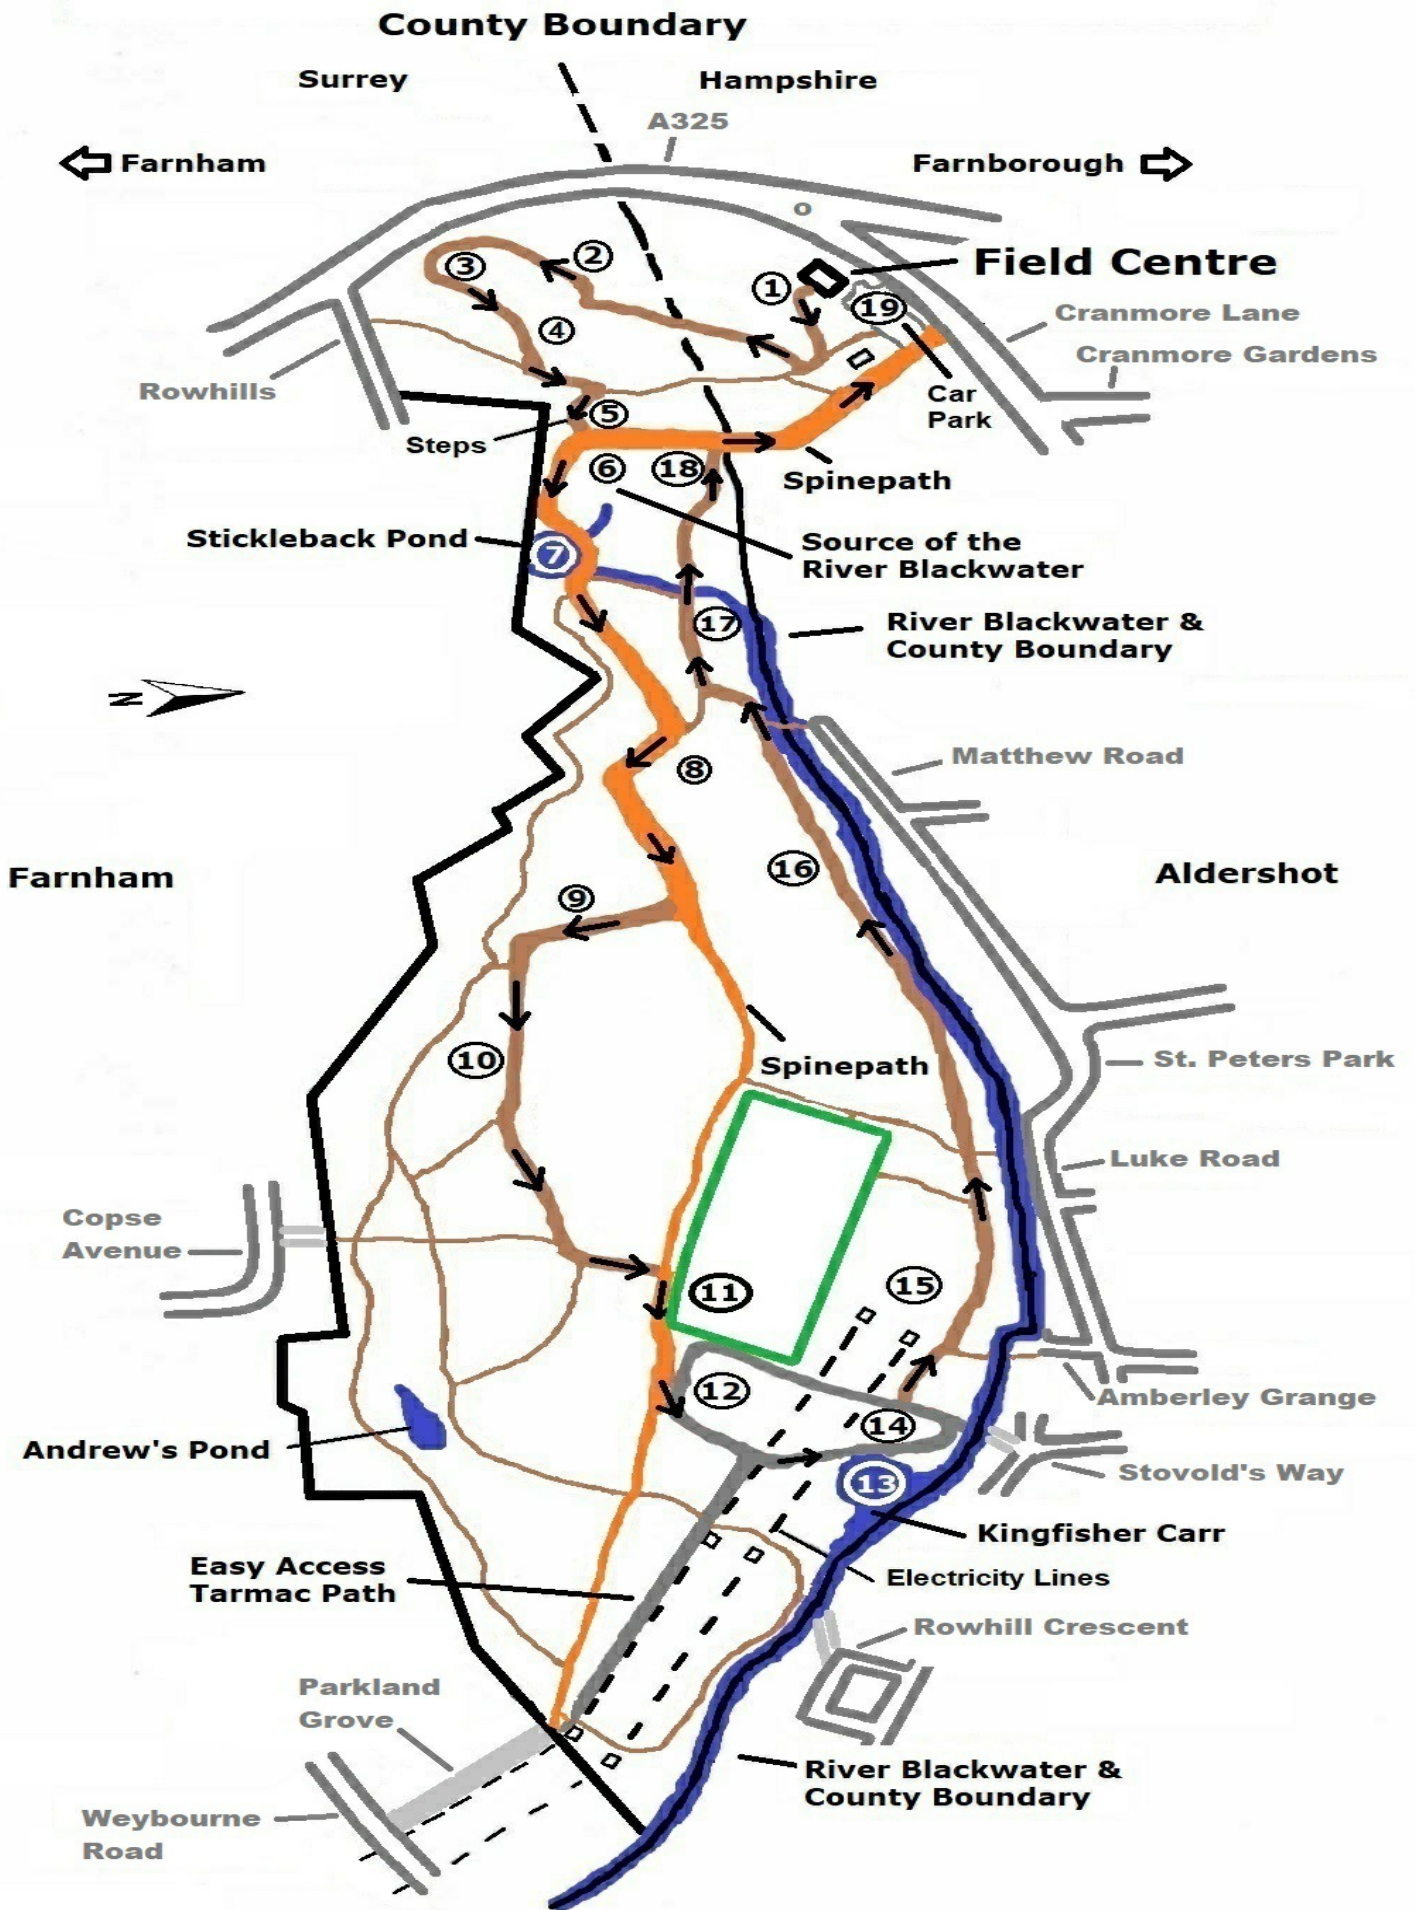 County Boundary
Surrey
Hampshire
A325
Farnham
Farnborough
Field Centre
1
2
3
4
19
Cranmore Lane
Cranmore Gardens
Rowhills
Car
Park
5
Steps
6
18
Spinepath
Stickleback Pond
7
Source of the
River Blackwater
17
River Blackwater &
County Boundary
N
Matthew Road
8
16
Farnham
Aldershot
9
10
Spinepath
St. Peters Park
Luke Road
Copse
Avenue
11
15
12
14
Amberley Grange
Andrew's Pond
Stovold's Way
13
Kingfisher Carr
Easy Access
Tarmac Path
Electricity Lines
Rowhill Crescent
Parkland
Grove
River Blackwater &
County Boundary
Weybourne
Road